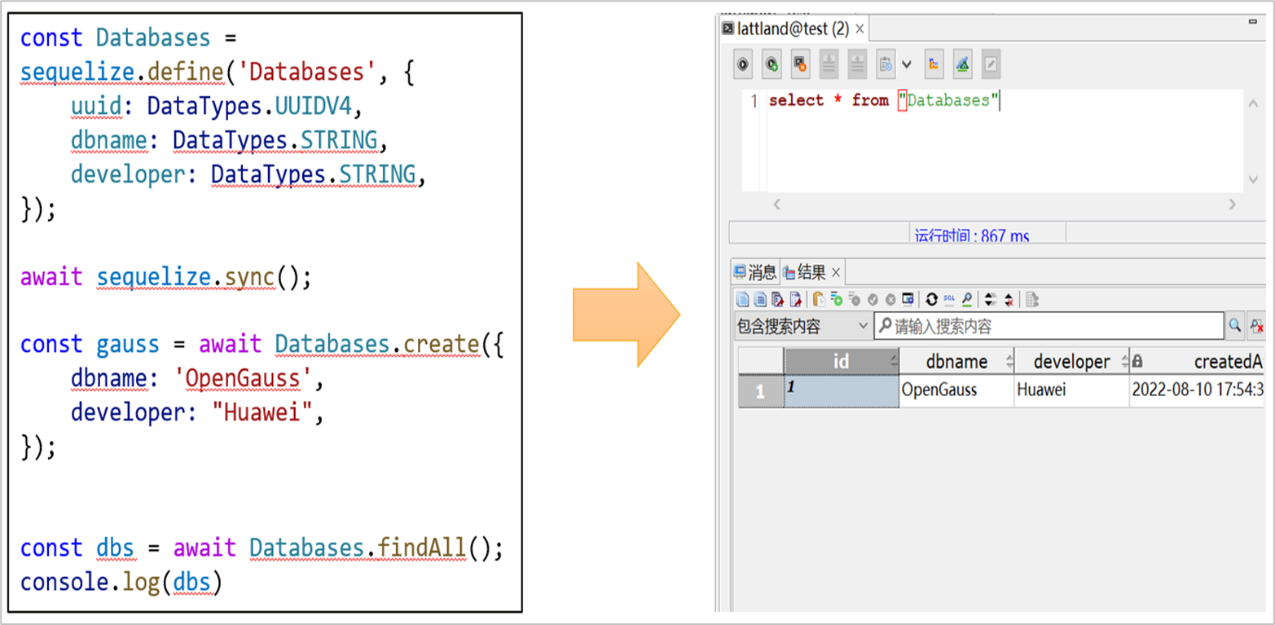 const Databases =
sequelize.define('Databases', {
    uuid: DataTypes.UUIDV4,
    dbname: DataTypes.STRING,
    developer: DataTypes.STRING,
});
await sequelize.sync();
const gauss = await Databases.create({
    dbname: 'OpenGauss',
    developer: "Huawei",
});
const dbs = await Databases.findAll();
console.log(dbs)
lattland@test (2)
1 select * from "Databases"
运行时间 : 867 ms
消息 结果
包含搜索内容 请输入搜索内容
id dbname developer createdA
1 1 OpenGauss Huawei 2022-08-10 17:54:3